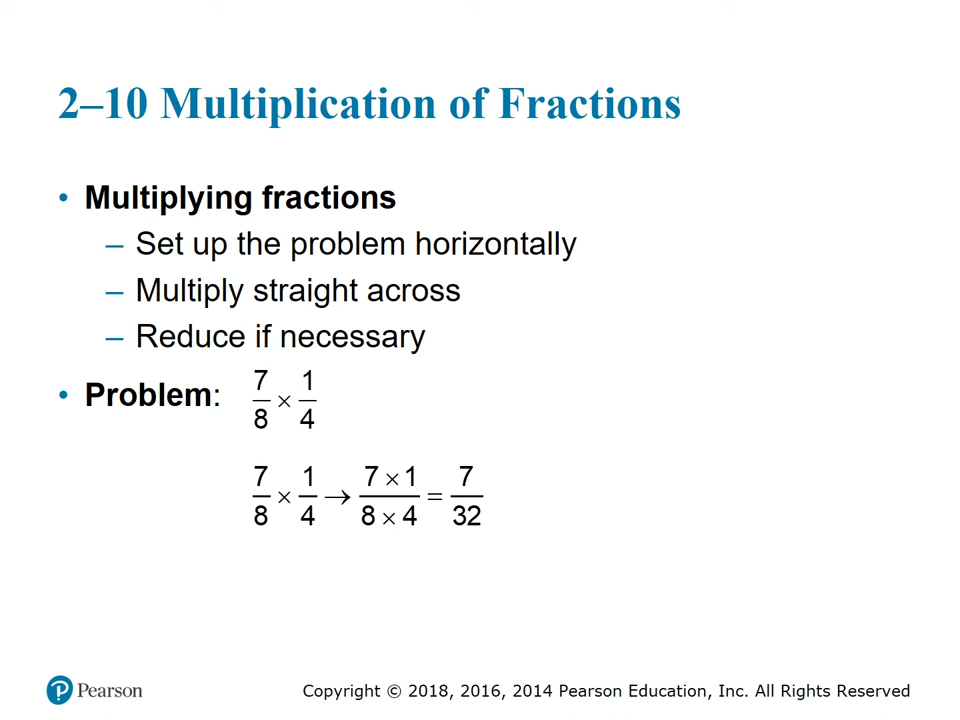 2–10 Multiplication of Fractions
• Multiplying fractions
– Set up the problem horizontally
– Multiply straight across
– Reduce if necessary
• Problem: 7/8 × 1/4
7/8 × 1/4 → 7 × 1/8 × 4 = 7/32
Pearson
Copyright © 2018, 2016, 2014 Pearson Education, Inc. All Rights Reserved